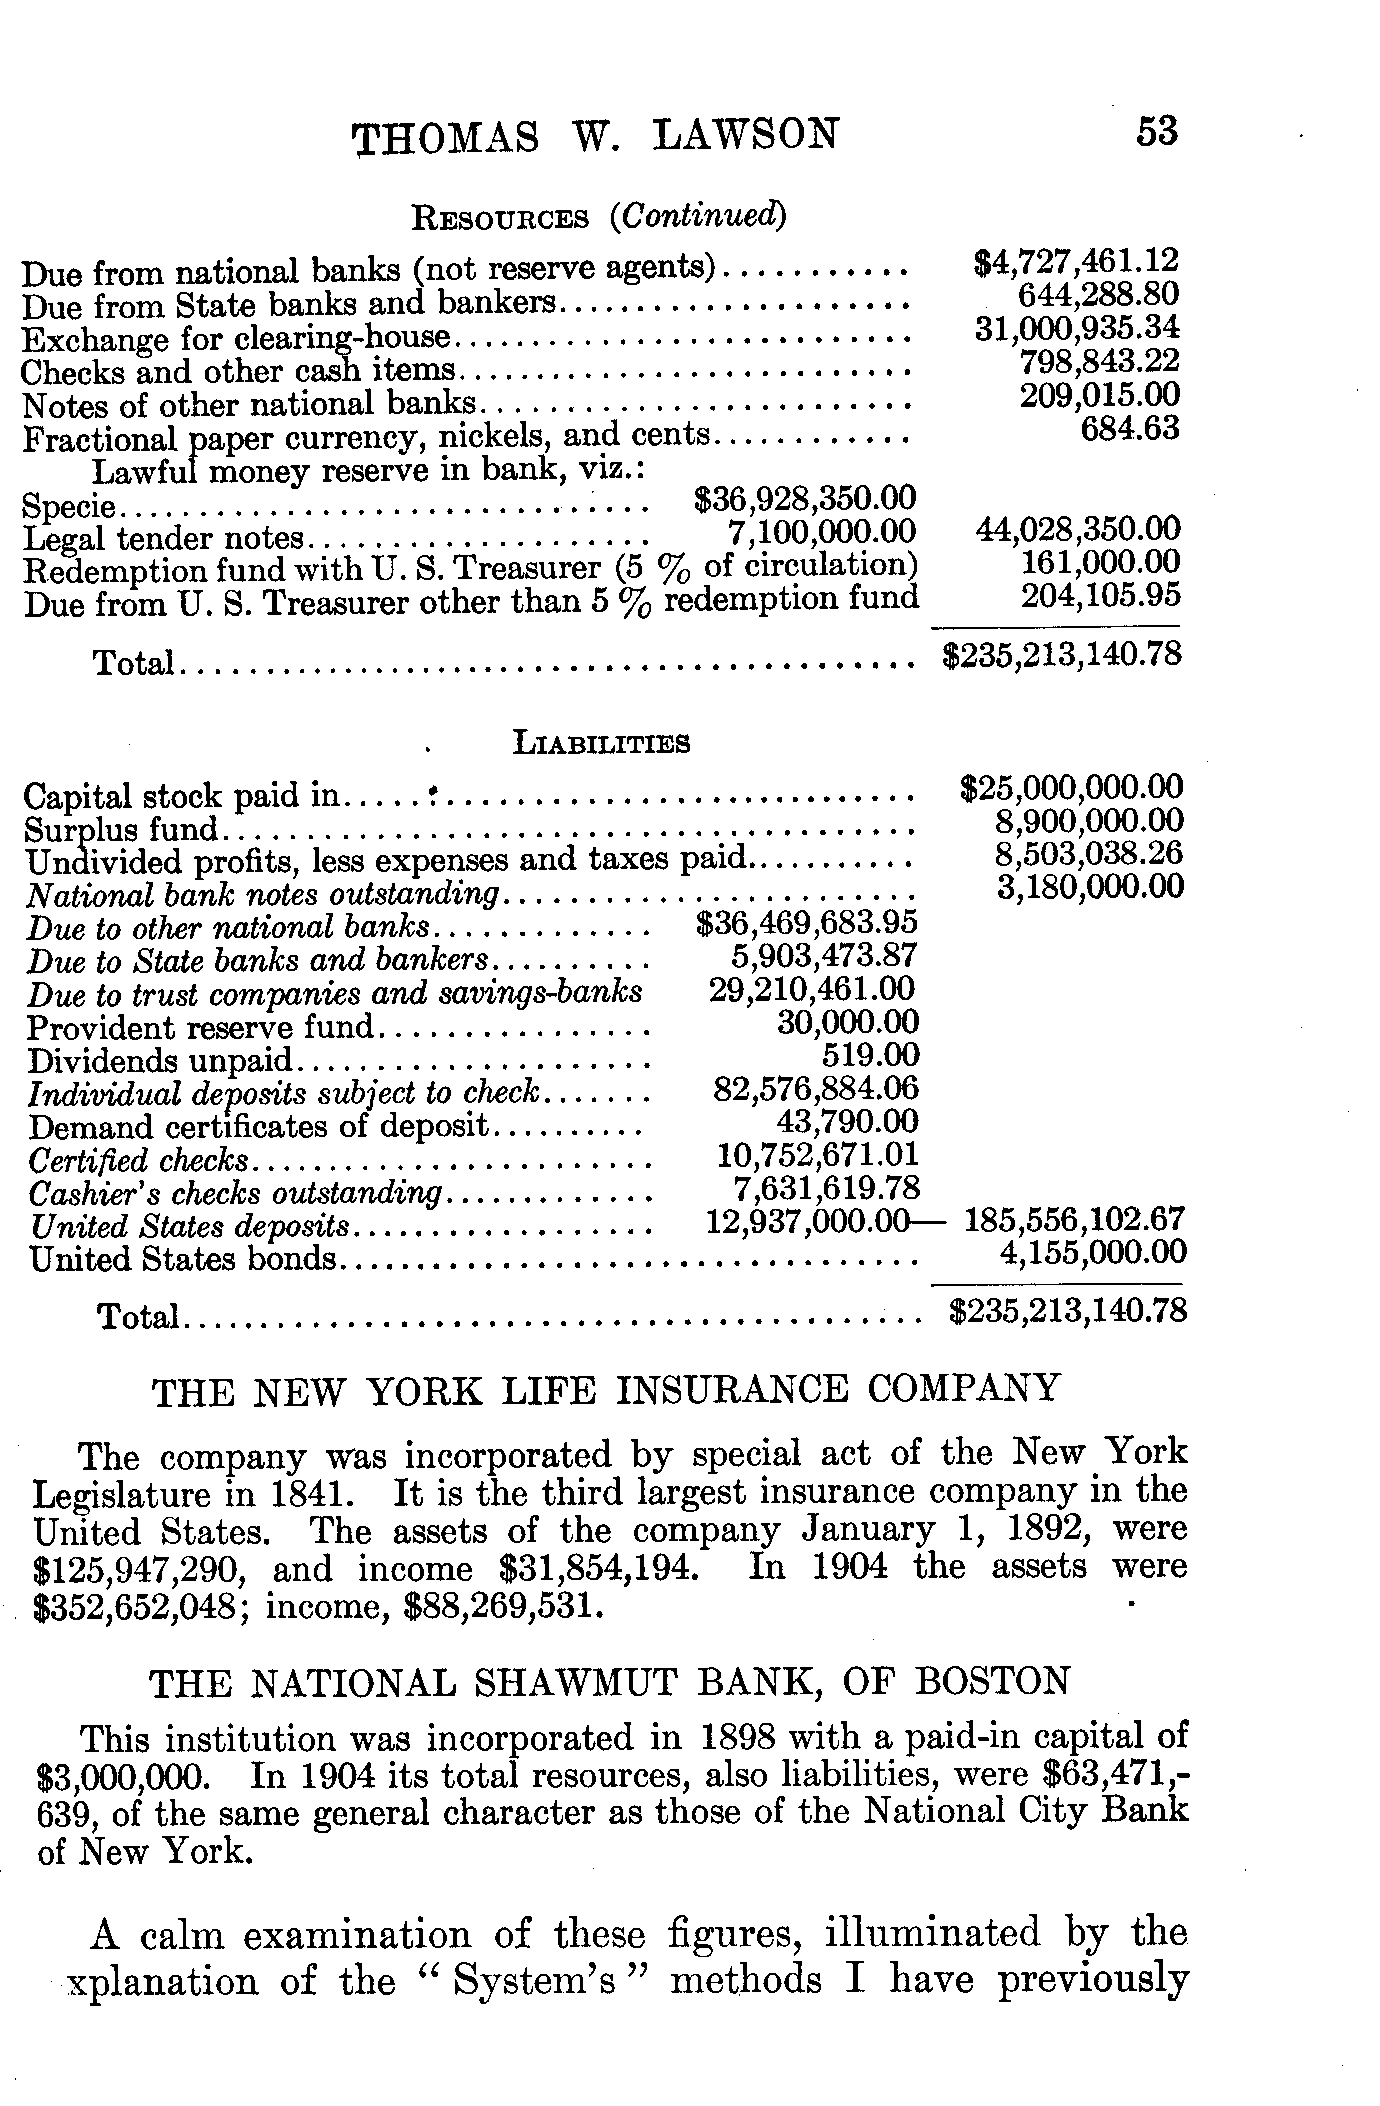 THOMAS W. LAWSON 53
RESOURCES (Continued)
Due from national banks (not reserve agents)........... $4,727,461.12
Due from State banks and bankers..................... 644,288.80
Exchange for clearing-house........................... 31,000,935.34
Checks and other cash items........................... 798,843.22
Notes of other national banks......................... 209,015.00
Fractional paper currency, nickels, and cents............ 684.63
Lawful money reserve in bank, viz.:
Specie............................... $36,928,350.00
Legal tender notes.................... 7,100,000.00 44,028,350.00
Redemption fund with U. S. Treasurer (5 % of circulation) 161,000.00
Due from U. S. Treasurer other than 5 % redemption fund 204,105.95
Total.......................................... $235,213,140.78
LIABILITIES
Capital stock paid in................................. $25,000,000.00
Surplus fund........................................ 8,900,000.00
Undivided profits, less expenses and taxes paid.......... 8,503,038.26
National bank notes outstanding........................ 3,180,000.00
Due to other national banks............. $36,469,683.95
Due to State banks and bankers.......... 5,903,473.87
Due to trust companies and savings-banks 29,210,461.00
Provident reserve fund................ 30,000.00
Dividends unpaid..................... 519.00
Individual deposits subject to check....... 82,576,884.06
Demand certificates of deposit.......... 43,790.00
Certified checks........................ 10,752,671.01
Cashier's checks outstanding............. 7,631,619.78
United States deposits.................. 12,937,000.00— 185,556,102.67
United States bonds.................................. 4,155,000.00
Total.......................................... $235,213,140.78
THE NEW YORK LIFE INSURANCE COMPANY
The company was incorporated by special act of the New York
Legislature in 1841. It is the third largest insurance company in the
United States. The assets of the company January 1, 1892, were
$125,947,290, and income $31,854,194. In 1904 the assets were
$352,652,048; income, $88,269,531.
THE NATIONAL SHAWMUT BANK, OF BOSTON
This institution was incorporated in 1898 with a paid-in capital of
$3,000,000. In 1904 its total resources, also liabilities, were $63,471,-
639, of the same general character as those of the National City Bank
of New York.
A calm examination of these figures, illuminated by the
xplanation of the “ System’s ” methods I have previously